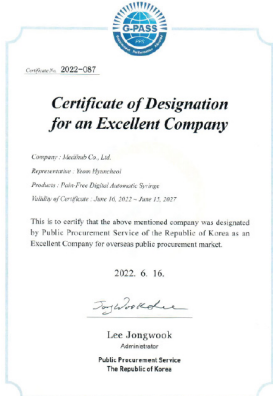 G-PASS
Certificate No. 2022-087
Certificate of Designation
for an Excellent Company
Company : Medihub Co., Ltd.
Representative : Yeom Hyuncheol
Products : Pain-Free Digital Automatic Syringe
Validity of Certificate : June 16, 2022 ~ June 15, 2027
This is to certify that the above mentioned company was designated
by Public Procurement Service of the Republic of Korea as an
Excellent Company for overseas public procurement market.
2022. 6. 16.
Lee Jongwook
Administrator
Public Procurement Service
The Republic of Korea